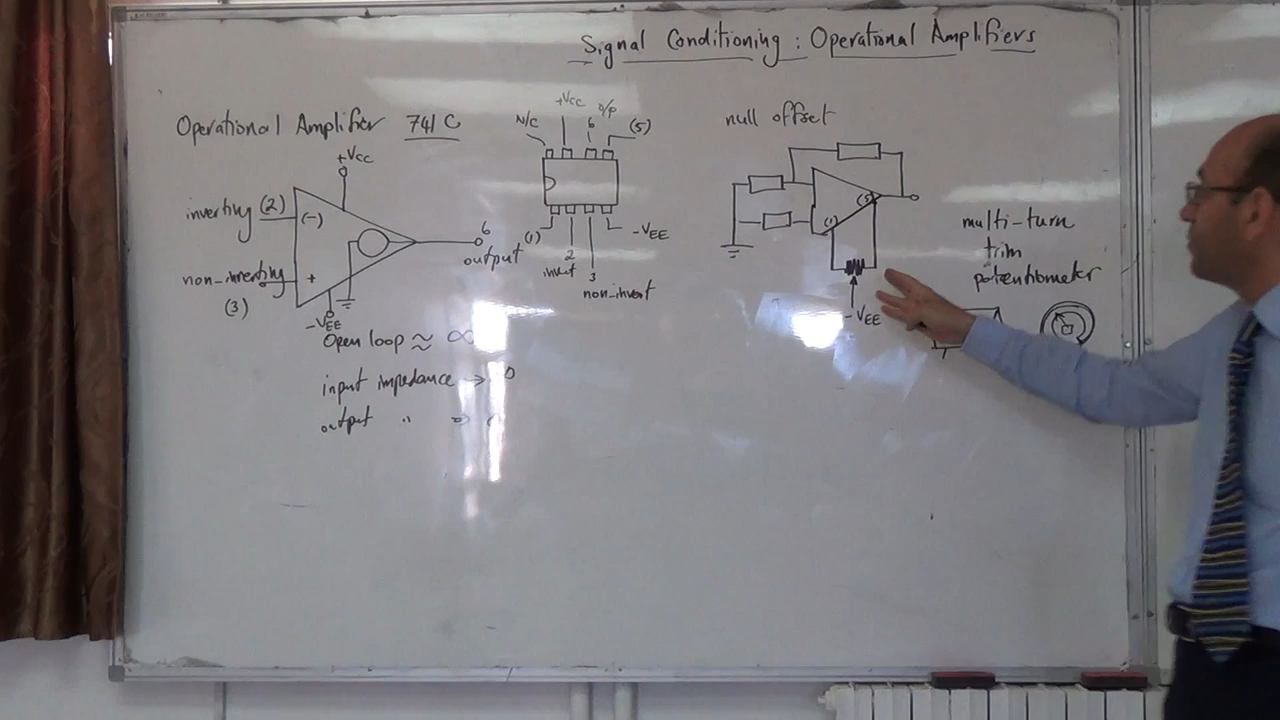 Signal Conditioning : Operational Amplifiers
Operational Amplifier 741 C
+Vcc
inverting (2)
(-)
non-inverting
+
(3)
-VEE
6
output
Open loop ≈ ∞
input impedance →
output "
N/C
+Vcc
6
o/p
(5)
(1)
2
invert
3
non-invert
-VEE
null offset
(1)
(5)
-VEE
multi-turn
trim
potentiometer